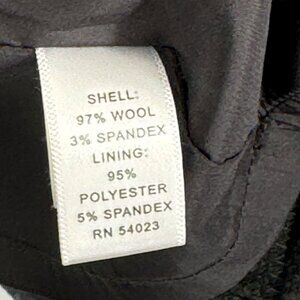 SHELL:
97% WOOL
3% SPANDEX
LINING:
95%
POLYESTER
5% SPANDEX
RN 54023